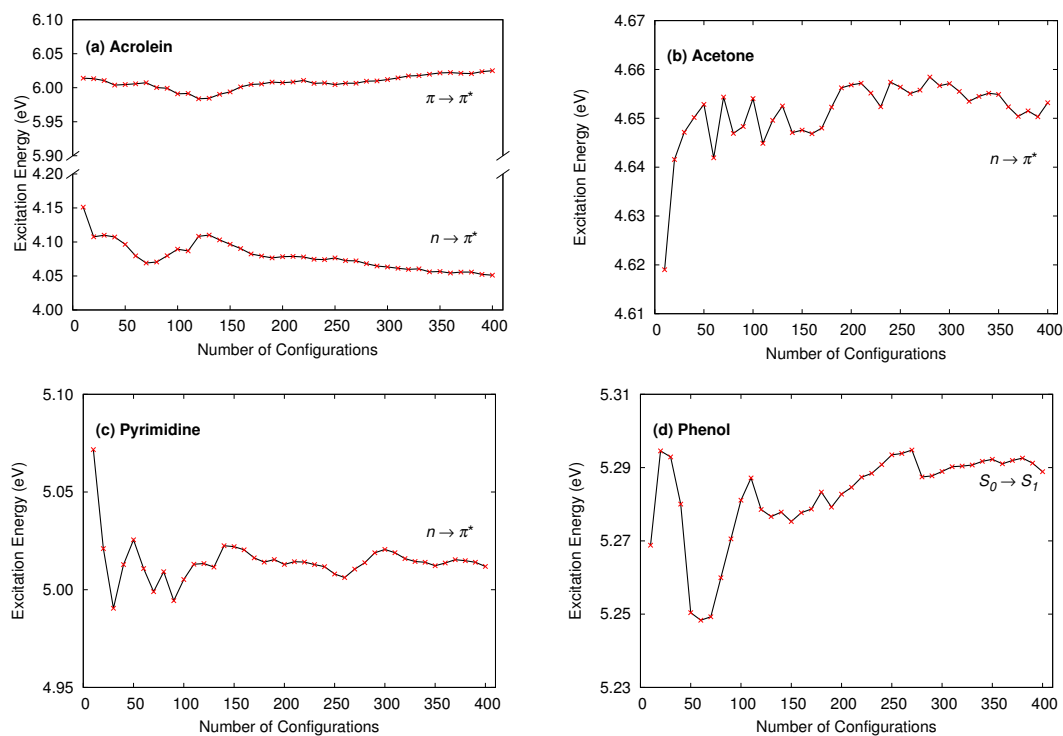 (a) Acrolein
Excitation Energy (eV)
6.10
6.05
6.00
5.95
5.90
4.20
4.15
4.10
4.05
4.00
π → π*
n → π*
0 50 100 150 200 250 300 350 400
Number of Configurations
(b) Acetone
Excitation Energy (eV)
4.67
4.66
4.65
4.64
4.63
4.62
4.61
n → π*
0 50 100 150 200 250 300 350 400
Number of Configurations
(c) Pyrimidine
Excitation Energy (eV)
5.10
5.05
5.00
4.95
n → π*
0 50 100 150 200 250 300 350 400
Number of Configurations
(d) Phenol
Excitation Energy (eV)
5.31
5.29
5.27
5.25
5.23
S0 → S1
0 50 100 150 200 250 300 350 400
Number of Configurations